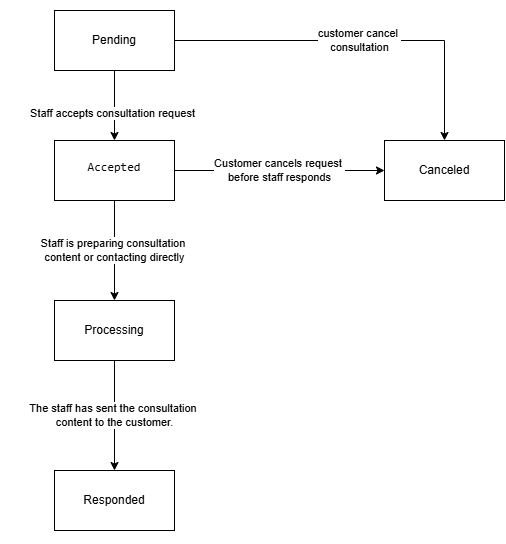 Pending
customer cancel
consultation
Staff accepts consultation request
Accepted
Customer cancels request
before staff responds
Canceled
Staff is preparing consultation
content or contacting directly
Processing
The staff has sent the consultation
content to the customer.
Responded